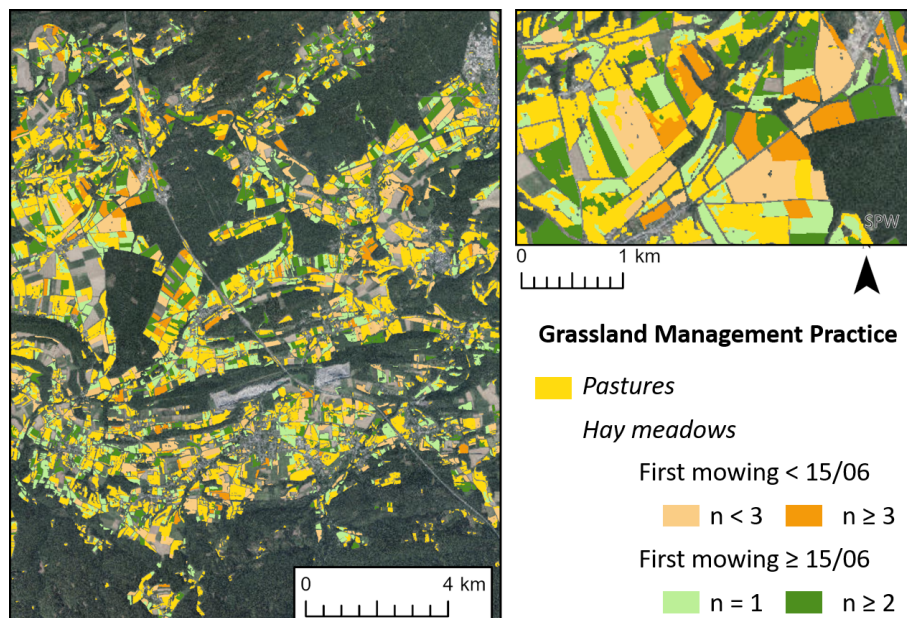 SPW
0 1 km
Grassland Management Practice
Pastures
Hay meadows
First mowing < 15/06
n < 3 n ≥ 3
First mowing ≥ 15/06
n = 1 n ≥ 2
0 4 km